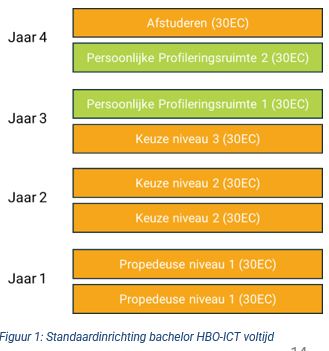 Jaar 4
Afstuderen (30EC)
Persoonlijke Profileringsruimte 2 (30EC)
Jaar 3
Persoonlijke Profileringsruimte 1 (30EC)
Keuze niveau 3 (30EC)
Jaar 2
Keuze niveau 2 (30EC)
Keuze niveau 2 (30EC)
Jaar 1
Propedeuse niveau 1 (30EC)
Propedeuse niveau 1 (30EC)
Figuur 1: Standaardinrichting bachelor HBO-ICT voltijd